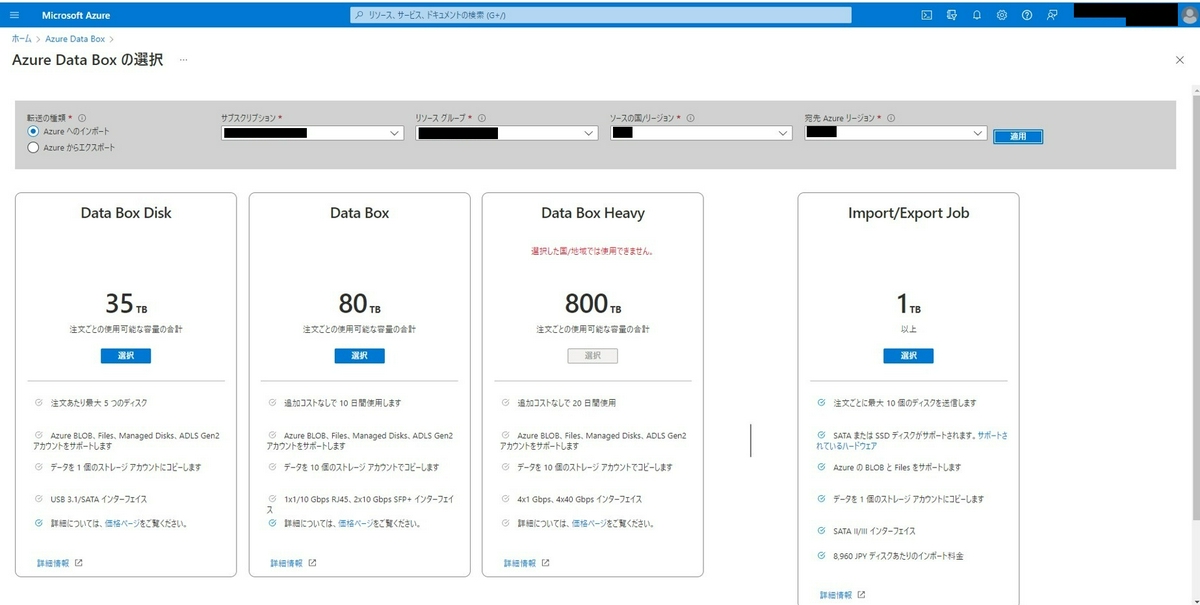 Microsoft Azure
リソース、サービス、ドキュメントの検索 (G+/)
ホーム > Azure Data Box >
Azure Data Box の選択 ...
転送の種類 *
Azure へのインポート
Azure からエクスポート
サブスクリプション *
リソース グループ *
ソースの国/リージョン *
宛先 Azure リージョン *
適用
Data Box Disk
35 TB
注文ごとの使用可能な容量の合計
選択
注文あたり最大 5 つのディスク
Azure BLOB、Files、Managed Disks、ADLS Gen2
アカウントをサポートします
データを 1 個のストレージ アカウントにコピーします
USB 3.1/SATA インターフェイス
詳細については、価格ページをご覧ください。
詳細情報
Data Box
80 TB
注文ごとの使用可能な容量の合計
選択
追加コストなしで 10 日間使用します
Azure BLOB、Files、Managed Disks、ADLS Gen2
アカウントをサポートします
データを 10 個のストレージ アカウントでコピーします
1x1/10 Gbps RJ45、2x10 Gbps SFP+ インターフェイ
ス
詳細については、価格ページをご覧ください。
詳細情報
Data Box Heavy
選択した国/地域では使用できません。
800 TB
注文ごとの使用可能な容量の合計
選択
追加コストなしで 20 日間使用
Azure BLOB、Files、Managed Disks、ADLS Gen2
アカウントをサポートします
データを 10 個のストレージ アカウントでコピーします
4x1 Gbps、4x40 Gbps インターフェイス
詳細については、価格ページをご覧ください。
詳細情報
Import/Export Job
1 TB
以上
選択
注文ごとに最大 10 個のディスクを送信します
SATA または SSD ディスクがサポートされます。サポートさ
れているハードウェア
Azure の BLOB と Files をサポートします
データを 1 個のストレージ アカウントにコピーします
SATA II/III インターフェイス
8,960 JPY ディスクあたりのインポート料金
詳細情報